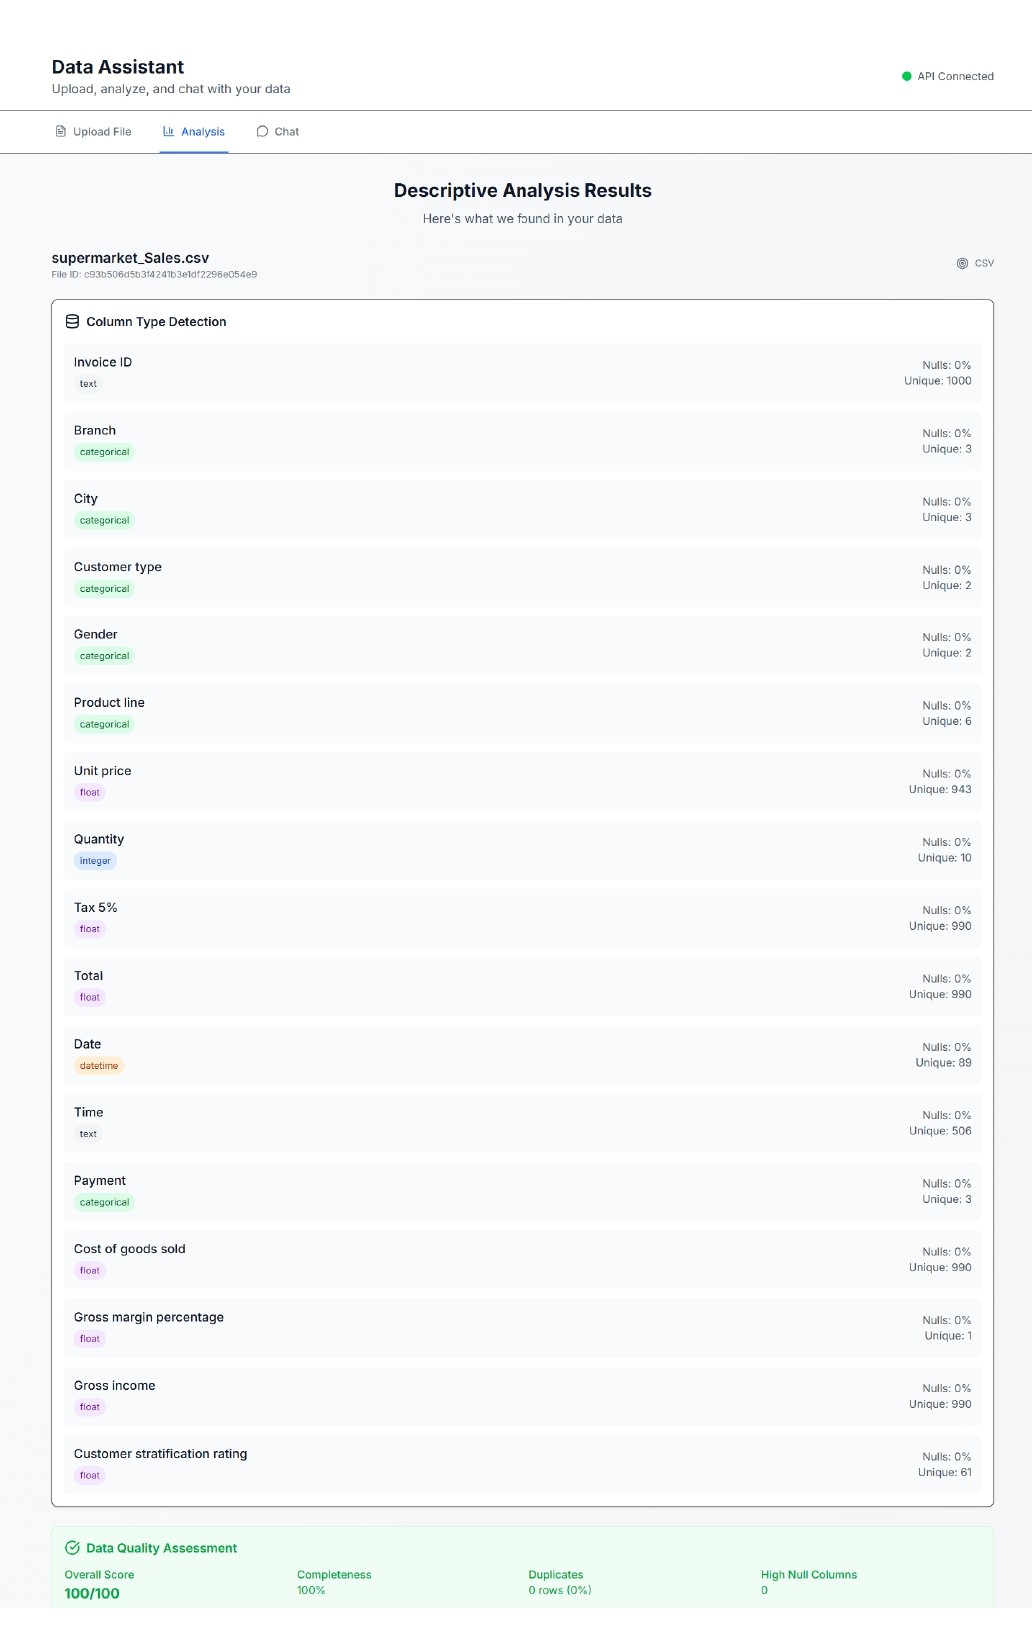 Data Assistant
Upload, analyze, and chat with your data
API Connected
Upload File
Analysis
Chat
Descriptive Analysis Results
Here's what we found in your data
supermarket_Sales.csv
File ID: c93b506d5b3f4241b3e1df2296e054e9
CSV
Column Type Detection
Invoice ID
text
Nulls: 0%
Unique: 1000
Branch
categorical
Nulls: 0%
Unique: 3
City
categorical
Nulls: 0%
Unique: 3
Customer type
categorical
Nulls: 0%
Unique: 2
Gender
categorical
Nulls: 0%
Unique: 2
Product line
categorical
Nulls: 0%
Unique: 6
Unit price
float
Nulls: 0%
Unique: 943
Quantity
integer
Nulls: 0%
Unique: 10
Tax 5%
float
Nulls: 0%
Unique: 990
Total
float
Nulls: 0%
Unique: 990
Date
datetime
Nulls: 0%
Unique: 89
Time
text
Nulls: 0%
Unique: 506
Payment
categorical
Nulls: 0%
Unique: 3
Cost of goods sold
float
Nulls: 0%
Unique: 990
Gross margin percentage
float
Nulls: 0%
Unique: 1
Gross income
float
Nulls: 0%
Unique: 990
Customer stratification rating
float
Nulls: 0%
Unique: 61
Data Quality Assessment
Overall Score
100/100
Completeness
100%
Duplicates
0 rows (0%)
High Null Columns
0